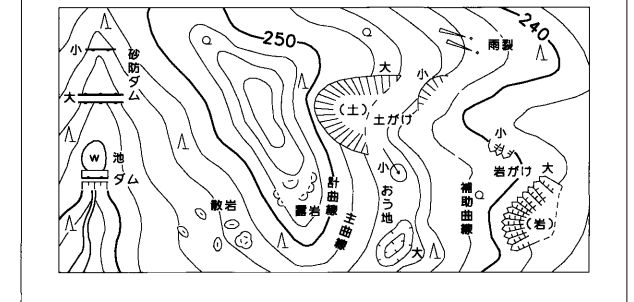 小
砂防ダム
大
W
池
ダム
250
240
雨裂
大
小
(土)
土がけ
小
岩がけ
大
(岩)
小
おう地
大
計曲線
主曲線
補助曲線
散岩
露岩